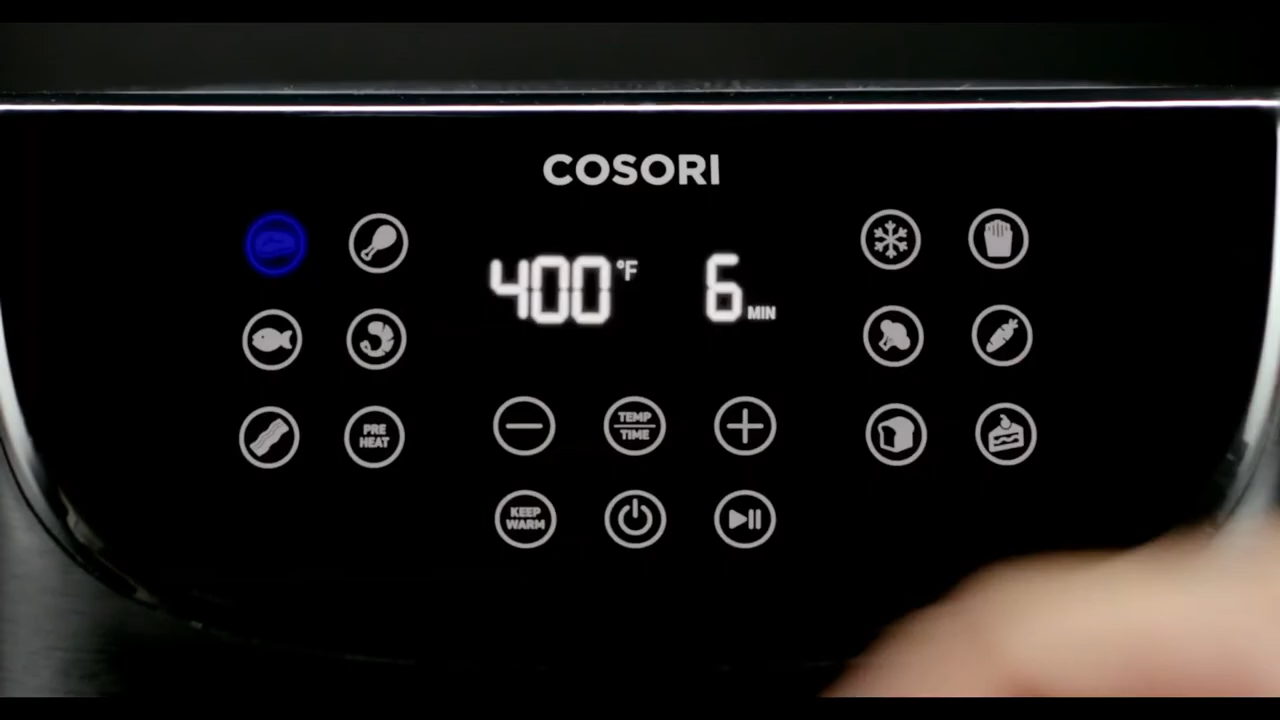 COSORI
400 °F 6 MIN
PRE
HEAT
TEMP
TIME
KEEP
WARM